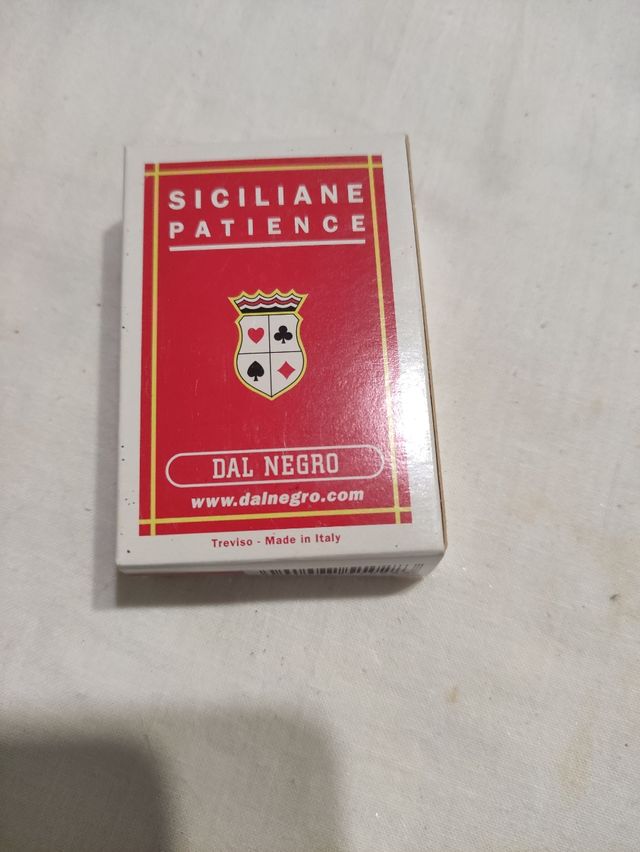 SICILIANE
PATIENCE
DAL NEGRO
www.dalnegro.com
Treviso - Made in Italy